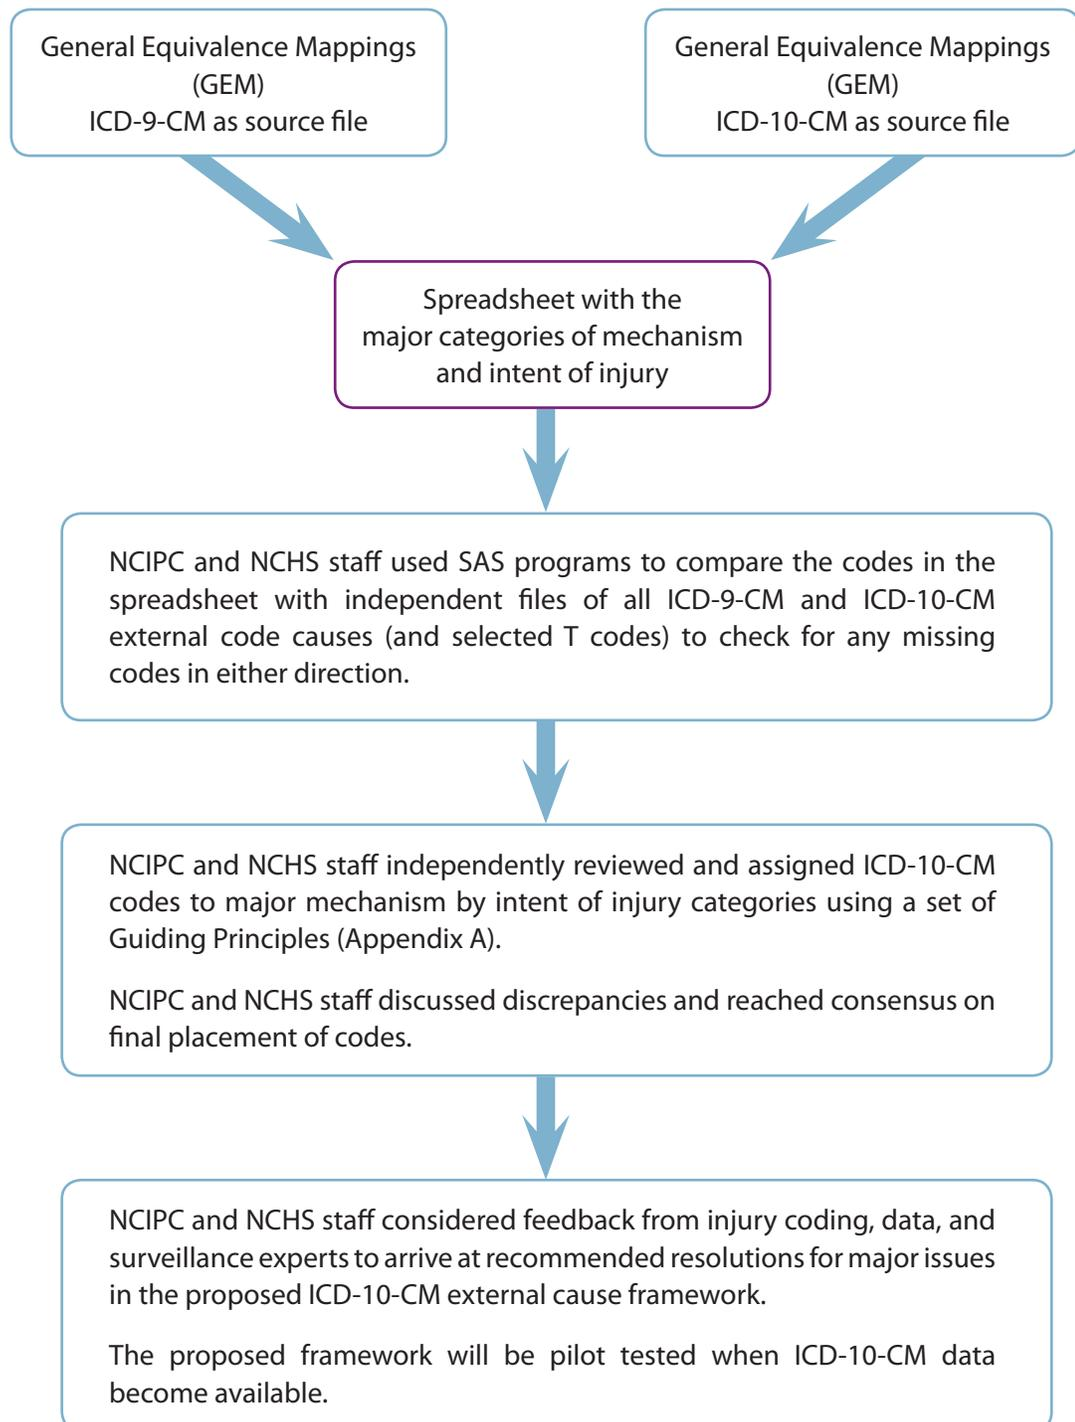 General Equivalence Mappings
(GEM)
ICD-9-CM as source file
General Equivalence Mappings
(GEM)
ICD-10-CM as source file
Spreadsheet with the
major categories of mechanism
and intent of injury
NCIPC and NCHS staff used SAS programs to compare the codes in the
spreadsheet with independent files of all ICD-9-CM and ICD-10-CM
external code causes (and selected T codes) to check for any missing
codes in either direction.
NCIPC and NCHS staff independently reviewed and assigned ICD-10-CM
codes to major mechanism by intent of injury categories using a set of
Guiding Principles (Appendix A).
NCIPC and NCHS staff discussed discrepancies and reached consensus on
final placement of codes.
NCIPC and NCHS staff considered feedback from injury coding, data, and
surveillance experts to arrive at recommended resolutions for major issues
in the proposed ICD-10-CM external cause framework.
The proposed framework will be pilot tested when ICD-10-CM data
become available.